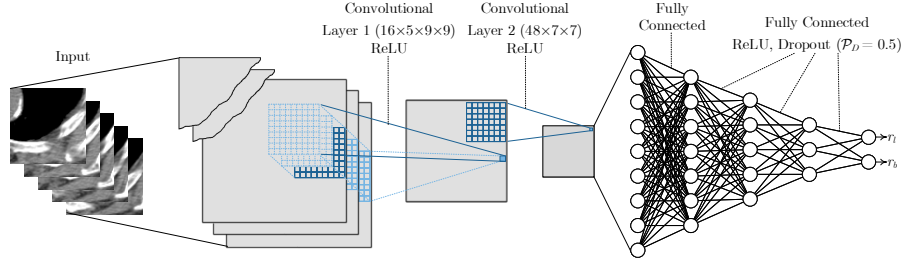 Input
Convolutional
Layer 1 (16×5×9×9)
ReLU
Convolutional
Layer 2 (48×7×7)
ReLU
Fully
Connected
Fully Connected
ReLU, Dropout (𝒫_D = 0.5)
r_l
r_b